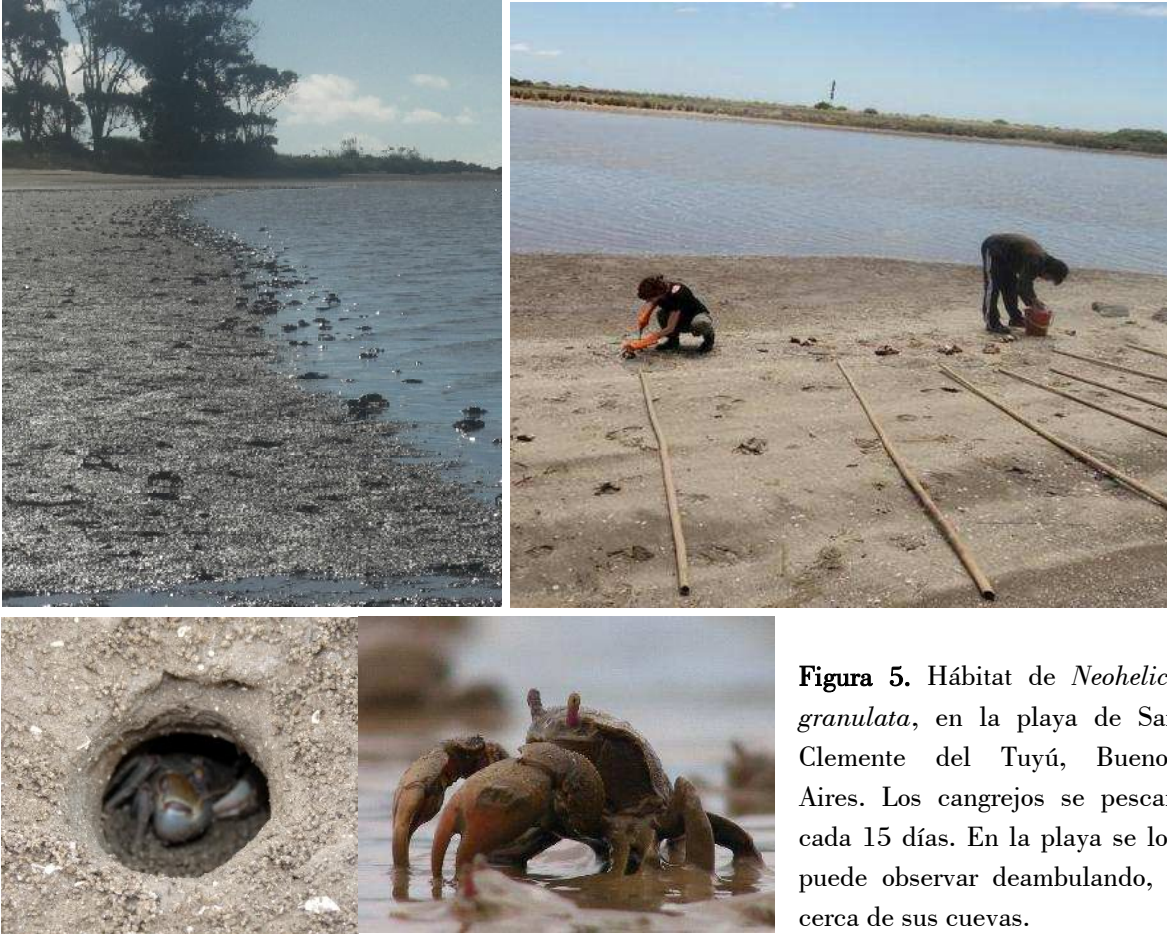 Figura 5. Hábitat de Neohelic
granulata, en la playa de Sa
Clemente del Tuyú, Bueno
Aires. Los cangrejos se pesca
cada 15 días. En la playa se lo
puede observar deambulando,
cerca de sus cuevas.